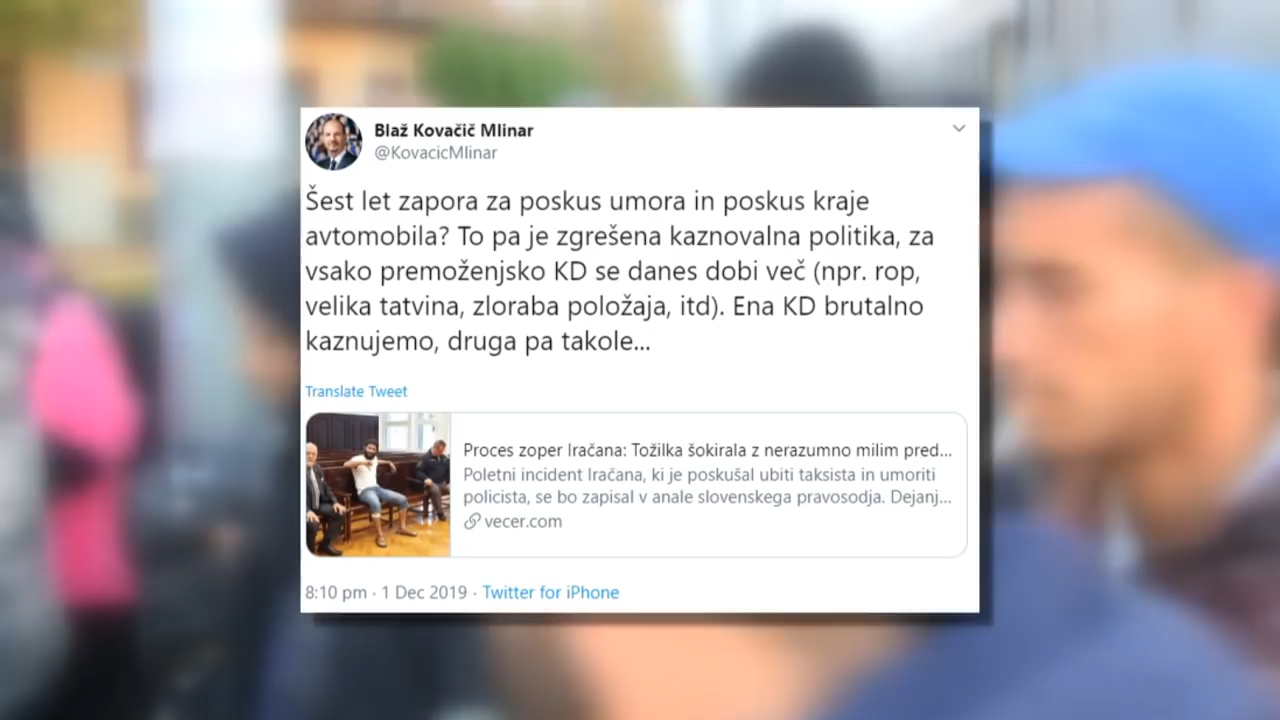 Blaž Kovačič Mlinar
@KovacicMlinar
Šest let zapora za poskus umora in poskus kraje
avtomobila? To pa je zgrešena kaznovalna politika, za
vsako premoženjsko KD se danes dobi več (npr. rop,
velika tatvina, zloraba položaja, itd). Ena KD brutalno
kaznujemo, druga pa takole...
Translate Tweet
Proces zoper Iračana: Tožilka šokirala z nerazumno milim pred...
Poletni incident Iračana, ki je poskušal ubiti taksista in umoriti
policista, se bo zapisal v anale slovenskega pravosodja. Dejanj...
vecer.com
8:10 pm · 1 Dec 2019 · Twitter for iPhone